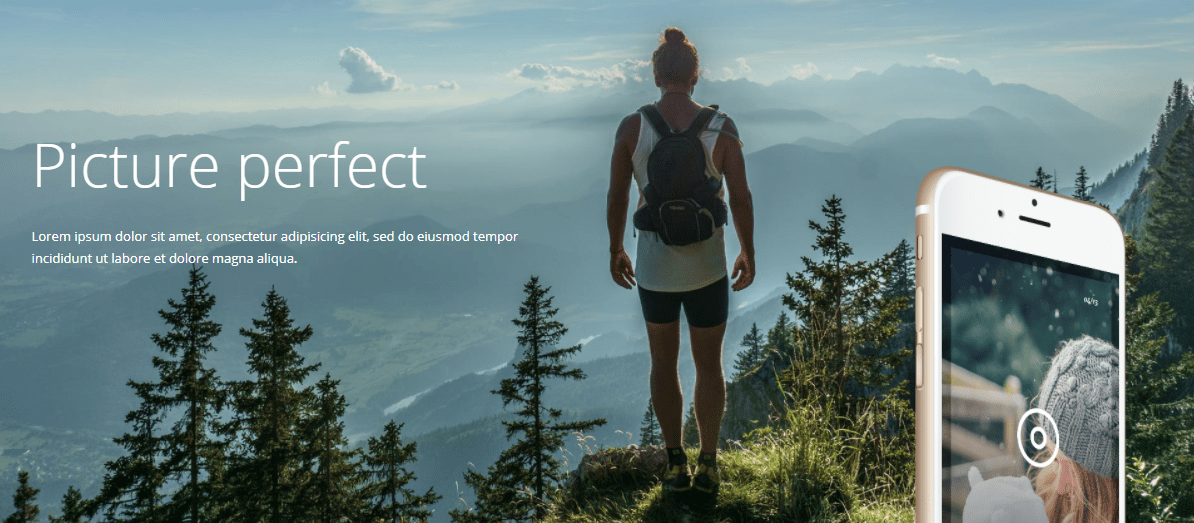 Picture perfect
Lorem ipsum dolor sit amet, consectetur adipisicing elit, sed do eiusmod tempor
incididunt ut labore et dolore magna aliqua.
04/13